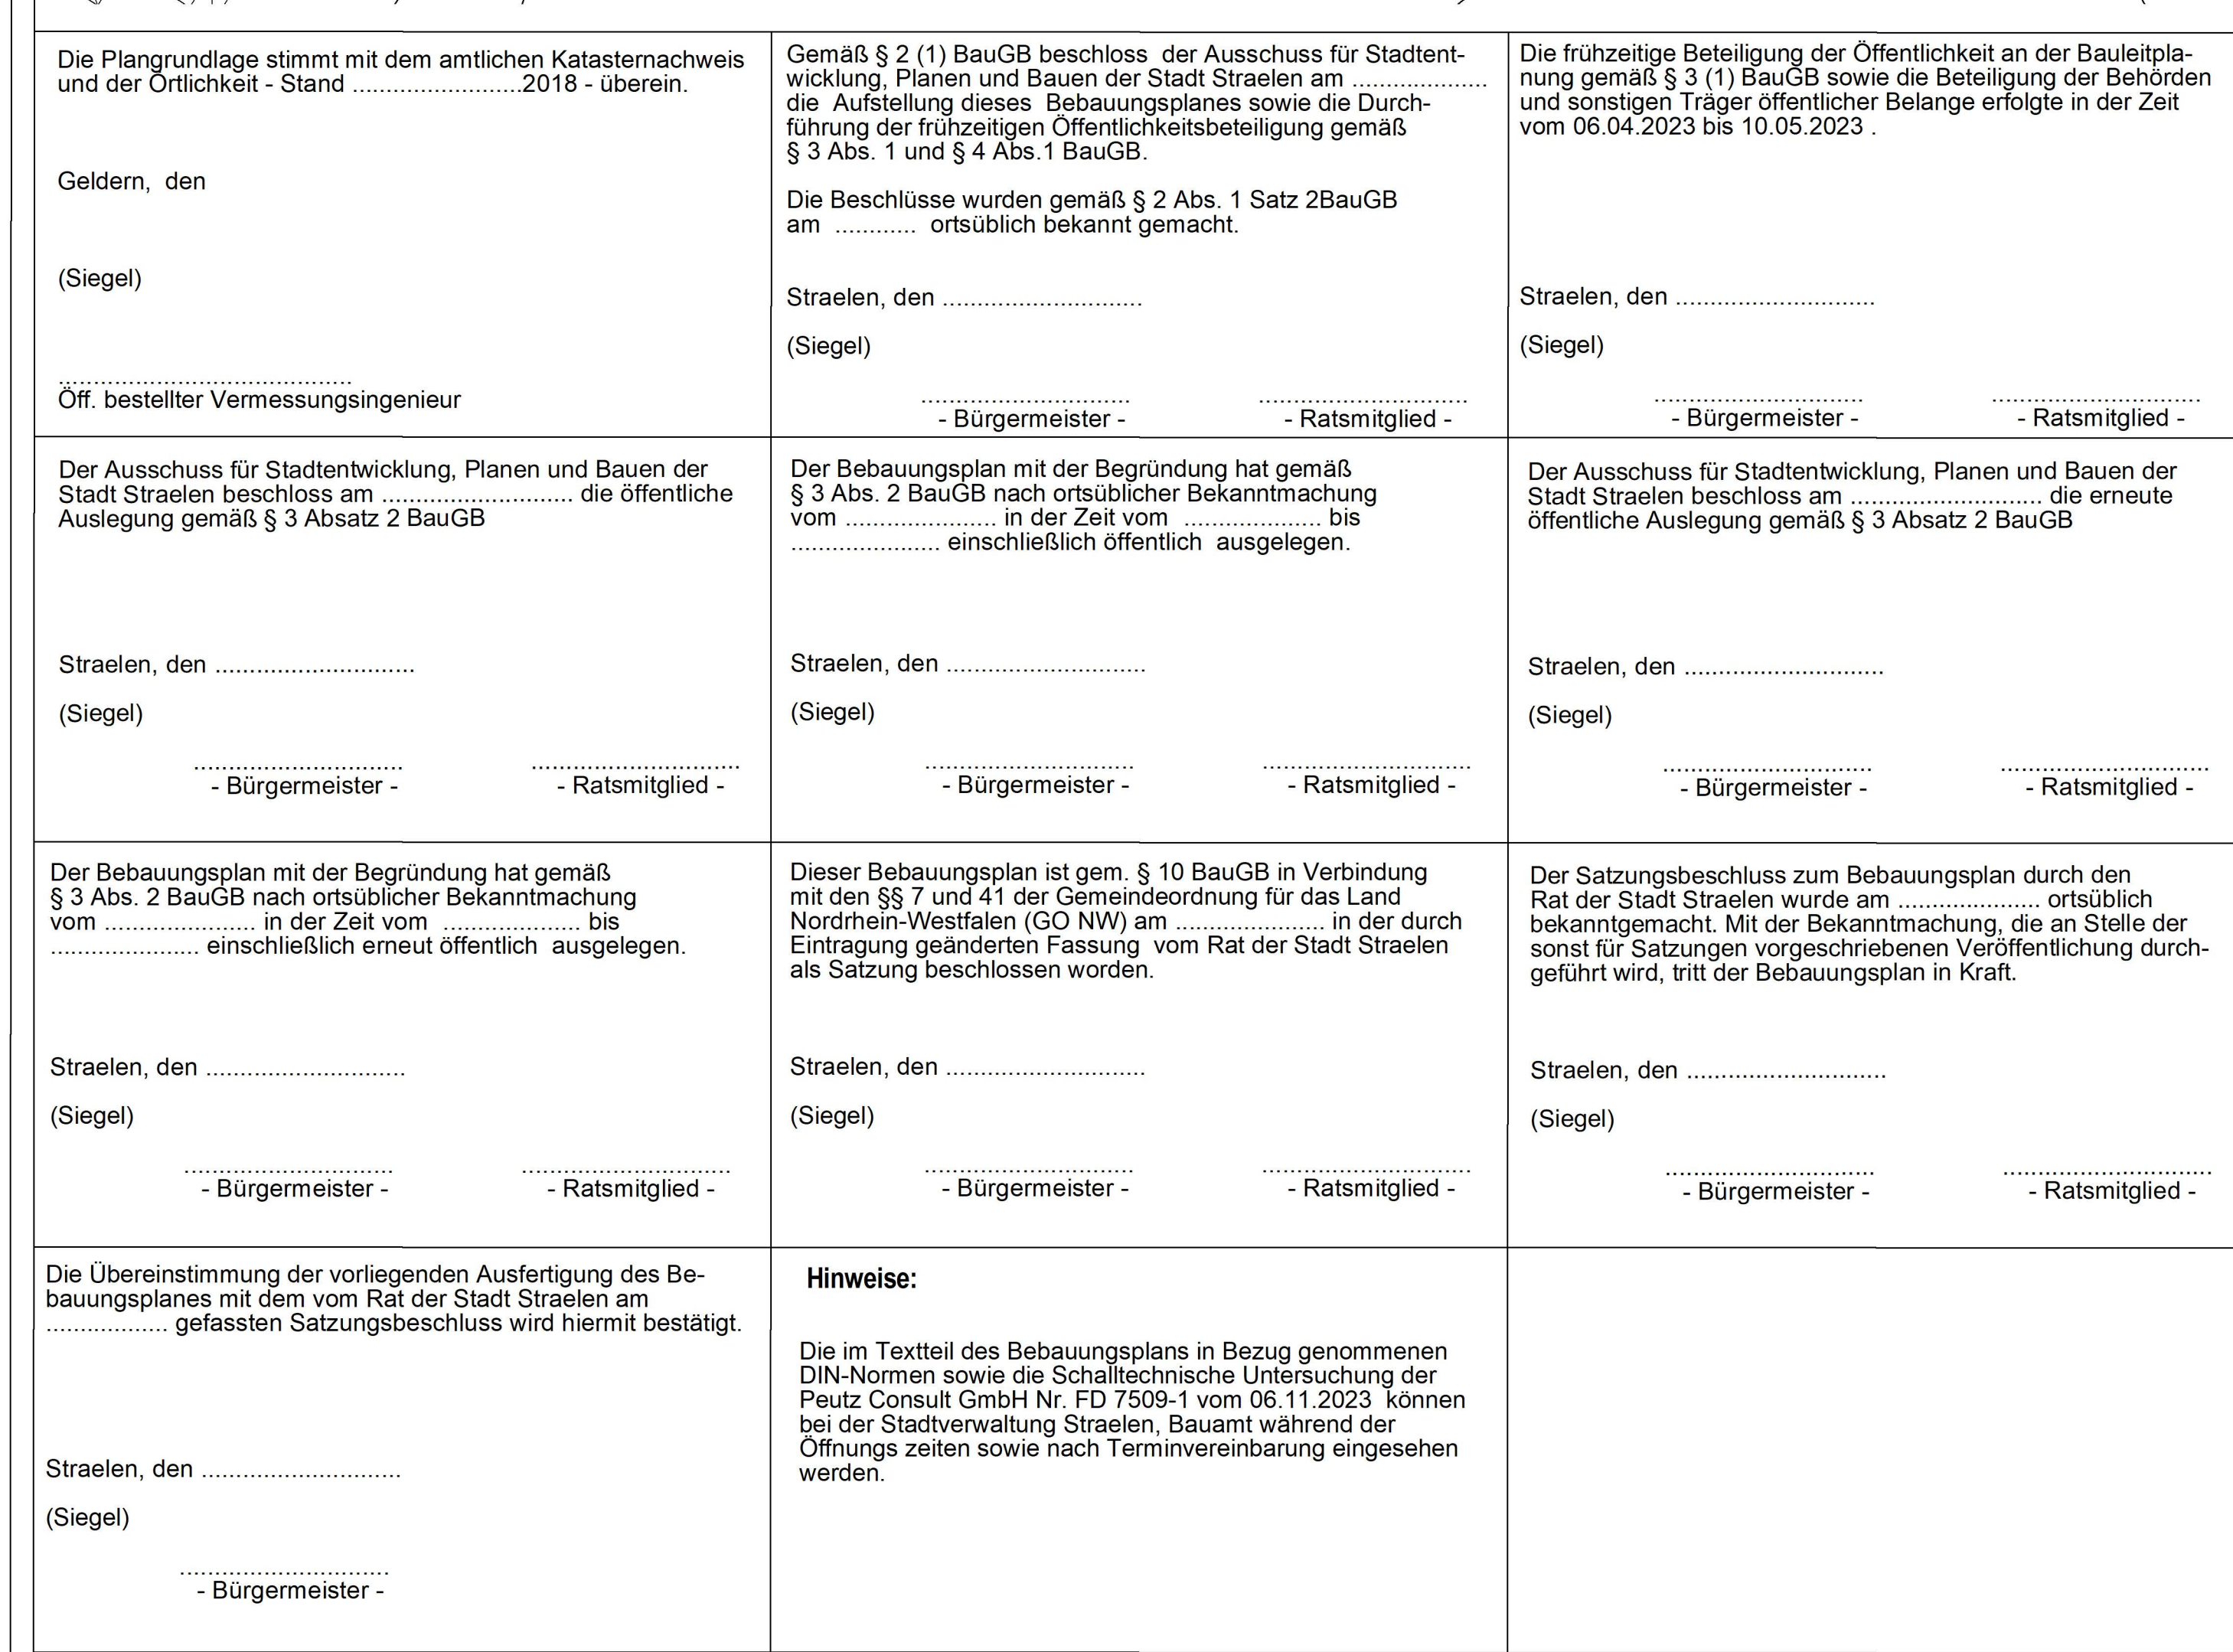 Die Plangrundlage stimmt mit dem amtlichen Katasternachweis
und der Örtlichkeit - Stand .........................2018 - überein.
Geldern,  den
(Siegel)
..........................................
Öff. bestellter Vermessungsingenieur
Gemäß § 2 (1) BauGB beschloss  der Ausschuss für Stadtent-
wicklung, Planen und Bauen der Stadt Straelen am ....................
die  Aufstellung dieses  Bebauungsplanes sowie die Durch-
führung der frühzeitigen Öffentlichkeitsbeteiligung gemäß
§ 3 Abs. 1 und § 4 Abs.1 BauGB.
Die Beschlüsse wurden gemäß § 2 Abs. 1 Satz 2BauGB
am  ............  ortsüblich bekannt gemacht.
Straelen, den .............................
(Siegel)
.............................. ..............................
- Bürgermeister - - Ratsmitglied -
Die frühzeitige Beteiligung der Öffentlichkeit an der Bauleitpla-
nung gemäß § 3 (1) BauGB sowie die Beteiligung der Behörden
und sonstigen Träger öffentlicher Belange erfolgte in der Zeit
vom 06.04.2023 bis 10.05.2023 .
Straelen, den .............................
(Siegel)
.............................. ..............................
- Bürgermeister - - Ratsmitglied -
Der Ausschuss für Stadtentwicklung, Planen und Bauen der
Stadt Straelen beschloss am ............................ die öffentliche
Auslegung gemäß § 3 Absatz 2 BauGB
Straelen, den .............................
(Siegel)
.............................. ..............................
- Bürgermeister - - Ratsmitglied -
Der Bebauungsplan mit der Begründung hat gemäß
§ 3 Abs. 2 BauGB nach ortsüblicher Bekanntmachung
vom ...................... in der Zeit vom  .................... bis
...................... einschließlich öffentlich  ausgelegen.
Straelen, den .............................
(Siegel)
.............................. ..............................
- Bürgermeister - - Ratsmitglied -
Der Ausschuss für Stadtentwicklung, Planen und Bauen der
Stadt Straelen beschloss am ............................ die erneute
öffentliche Auslegung gemäß § 3 Absatz 2 BauGB
Straelen, den .............................
(Siegel)
.............................. ..............................
- Bürgermeister - - Ratsmitglied -
Der Bebauungsplan mit der Begründung hat gemäß
§ 3 Abs. 2 BauGB nach ortsüblicher Bekanntmachung
vom ...................... in der Zeit vom  .................... bis
...................... einschließlich erneut öffentlich  ausgelegen.
Straelen, den .............................
(Siegel)
.............................. ..............................
- Bürgermeister - - Ratsmitglied -
Dieser Bebauungsplan ist gem. § 10 BauGB in Verbindung
mit den §§ 7 und 41 der Gemeindeordnung für das Land
Nordrhein-Westfalen (GO NW) am ...................... in der durch
Eintragung geänderten Fassung  vom Rat der Stadt Straelen
als Satzung beschlossen worden.
Straelen, den .............................
(Siegel)
.............................. ..............................
- Bürgermeister - - Ratsmitglied -
Der Satzungsbeschluss zum Bebauungsplan durch den
Rat der Stadt Straelen wurde am ..................... ortsüblich
bekanntgemacht. Mit der Bekanntmachung, die an Stelle der
sonst für Satzungen vorgeschriebenen Veröffentlichung durch-
geführt wird, tritt der Bebauungsplan in Kraft.
Straelen, den .............................
(Siegel)
.............................. ..............................
- Bürgermeister - - Ratsmitglied -
Die Übereinstimmung der vorliegenden Ausfertigung des Be-
bauungsplanes mit dem vom Rat der Stadt Straelen am
.................. gefassten Satzungsbeschluss wird hiermit bestätigt.
Straelen, den .............................
(Siegel)
..............................
- Bürgermeister -
Hinweise:
Die im Textteil des Bebauungsplans in Bezug genommenen
DIN-Normen sowie die Schalltechnische Untersuchung der
Peutz Consult GmbH Nr. FD 7509-1 vom 06.11.2023  können
bei der Stadtverwaltung Straelen, Bauamt während der
Öffnungs zeiten sowie nach Terminvereinbarung eingesehen
werden.